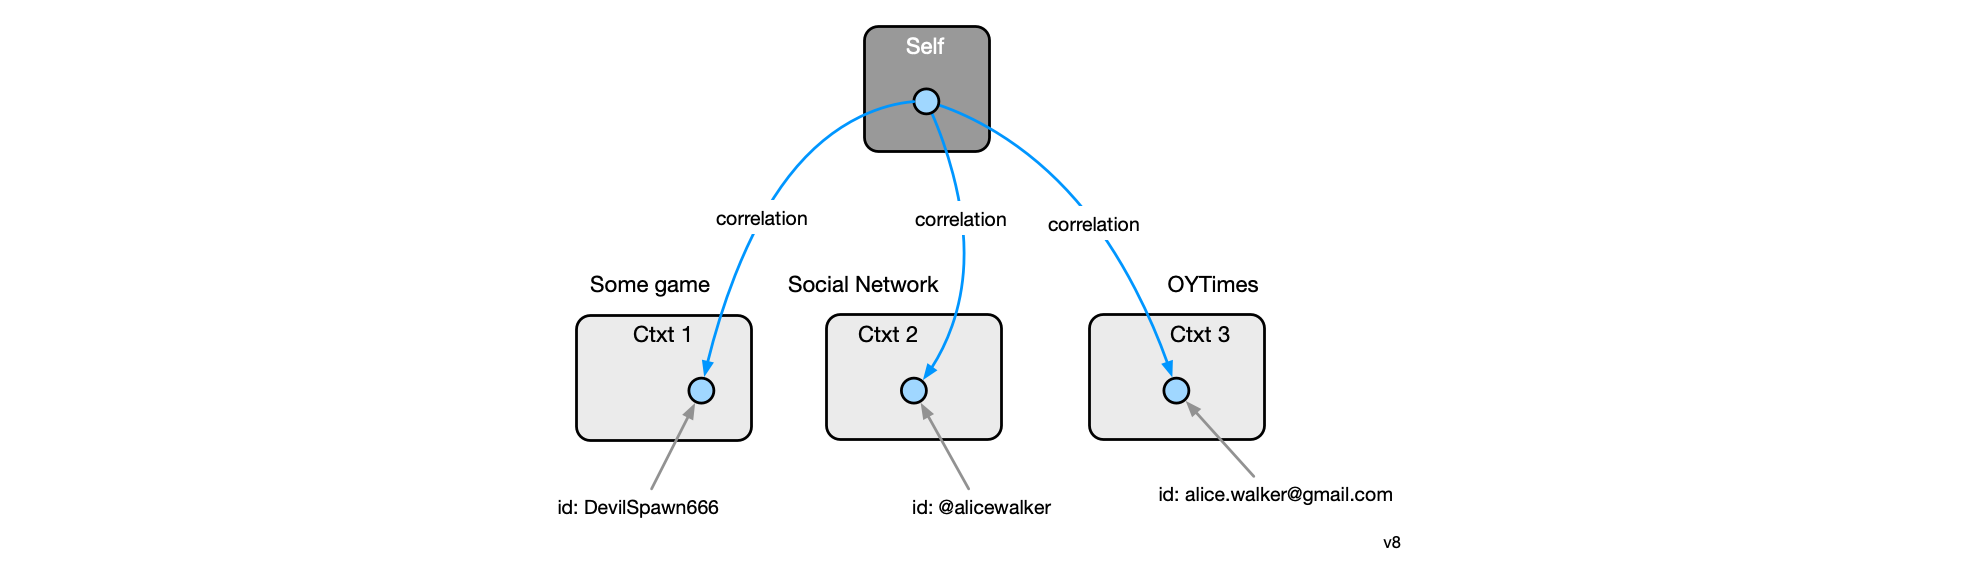 Self
correlation
correlation
correlation
Some game
Social Network
OYTimes
Ctxt 1
Ctxt 2
Ctxt 3
id: DevilSpawn666
id: @alicewalker
id: alice.walker@gmail.com
v8